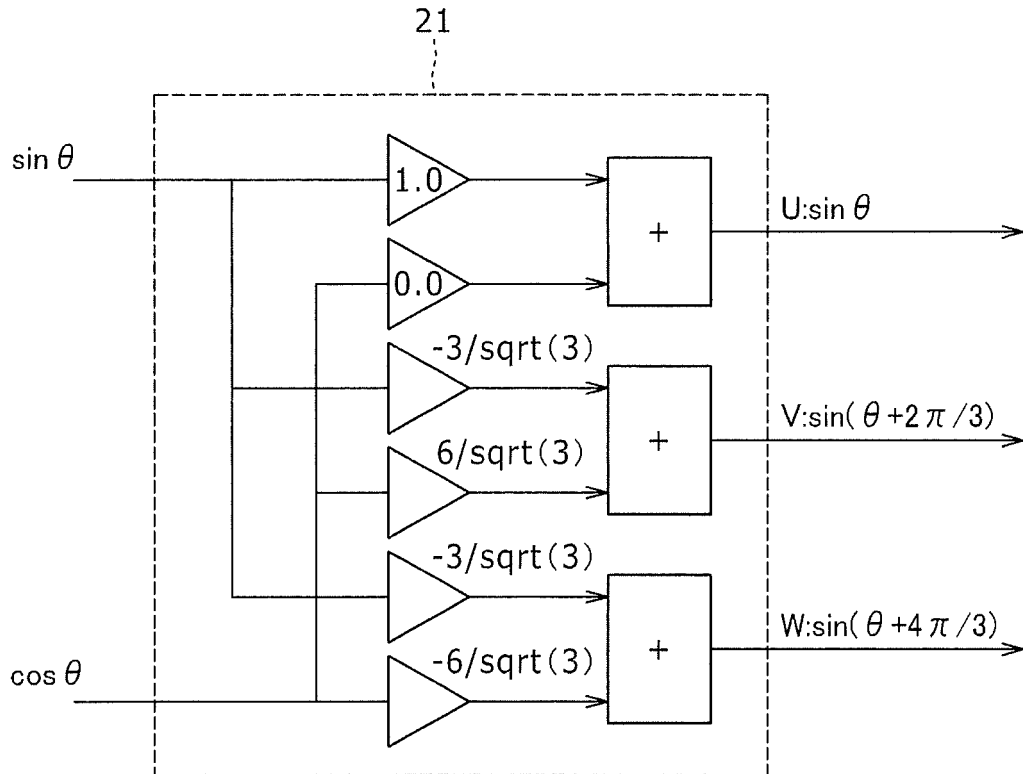 21
sin θ
1.0
+
U:sin θ
0.0
-3/sqrt(3)
+
V:sin(θ+2π/3)
6/sqrt(3)
-3/sqrt(3)
+
W:sin(θ+4π/3)
-6/sqrt(3)
cos θ